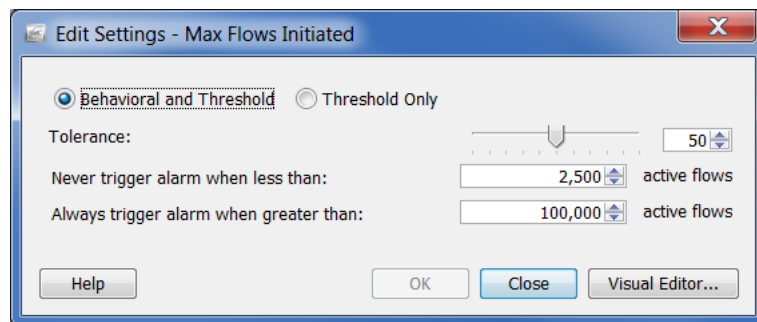 Edit Settings - Max Flows Initiated
Behavioral and Threshold Threshold Only
Tolerance: 50
Never trigger alarm when less than: 2,500 active flows
Always trigger alarm when greater than: 100,000 active flows
Help OK Close Visual Editor...